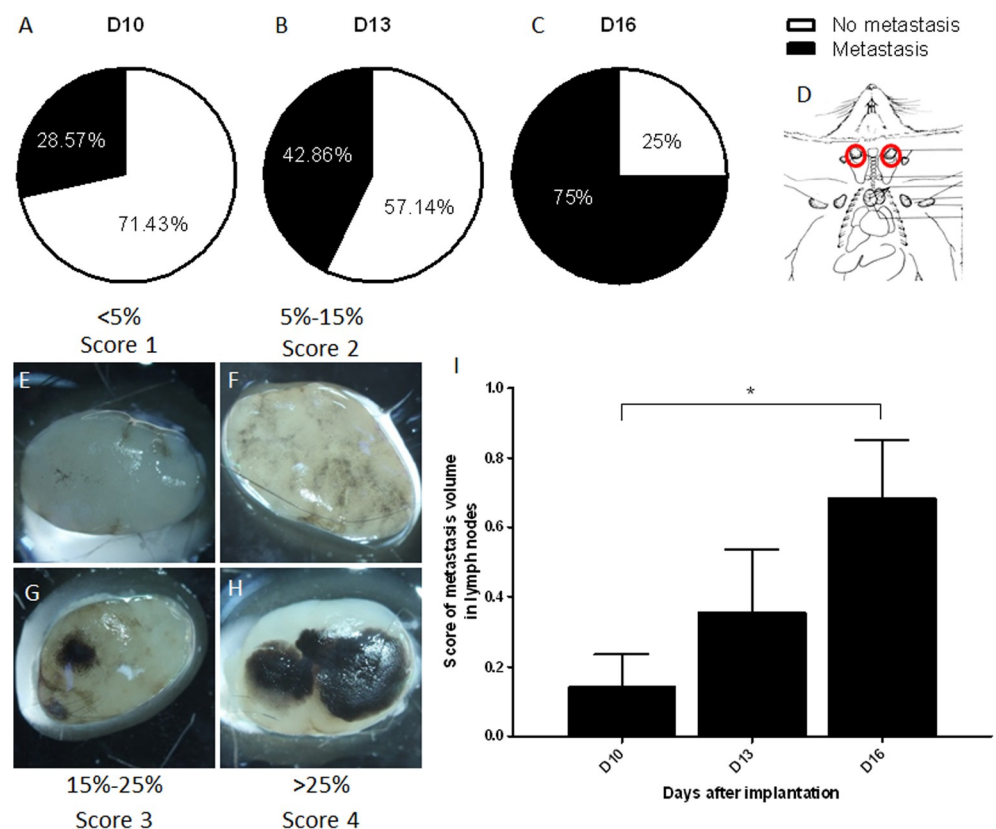 A
D10
B
D13
C
D16
No metastasis
Metastasis
D
28.57%
71.43%
42.86%
57.14%
25%
75%
<5%
Score 1
5%-15%
Score 2
E
F
G
H
15%-25%
Score 3
>25%
Score 4
I
Score of metastasis volume
in lymph nodes
1.0
0.8
0.6
0.4
0.2
0.0
*
D10
D13
D16
Days after implantation